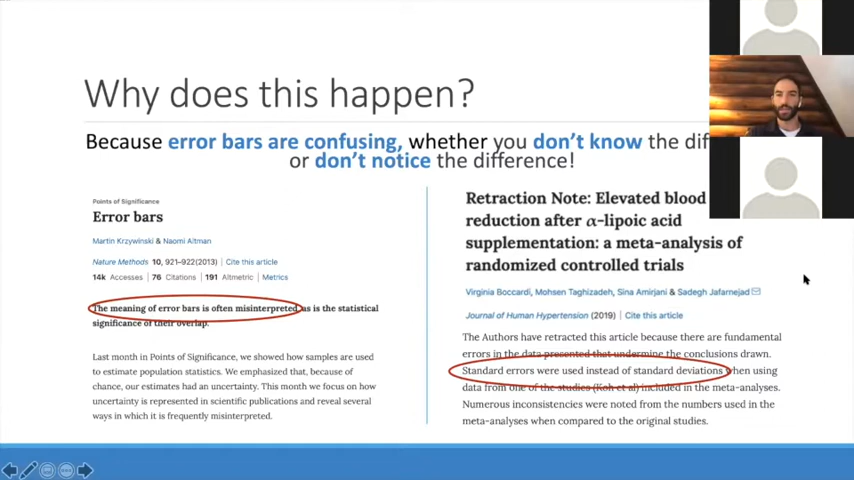 Why does this happen?
Because error bars are confusing, whether you don't know the
or don't notice the difference!
Points of Significance
Error bars
Martin Krzywinski & Naomi Altman
Nature Methods 10, 921–922(2013) | Cite this article
14k Accesses | 76 Citations | 191 Altmetric | Metrics
The meaning of error bars is often misinterpreted, as is the statistical
significance of their overlap.
Last month in Points of Significance, we showed how samples are used
to estimate population statistics. We emphasized that, because of
chance, our estimates had an uncertainty. This month we focus on how
uncertainty is represented in scientific publications and reveal several
ways in which it is frequently misinterpreted.
Retraction Note: Elevated blood
reduction after α-lipoic acid
supplementation: a meta-analysis of
randomized controlled trials
Virginia Boccardi, Mohsen Taghizadeh, Sina Amirjani & Sadegh Jafarnejad
Journal of Human Hypertension (2019) | Cite this article
The Authors have retracted this article because there are fundamental
errors in the data presented that undermine the conclusions drawn.
Standard errors were used instead of standard deviations when using
data from one of the studies (Koh et al) included in the meta-analyses.
Numerous inconsistencies were noted from the numbers used in the
meta-analyses when compared to the original studies.